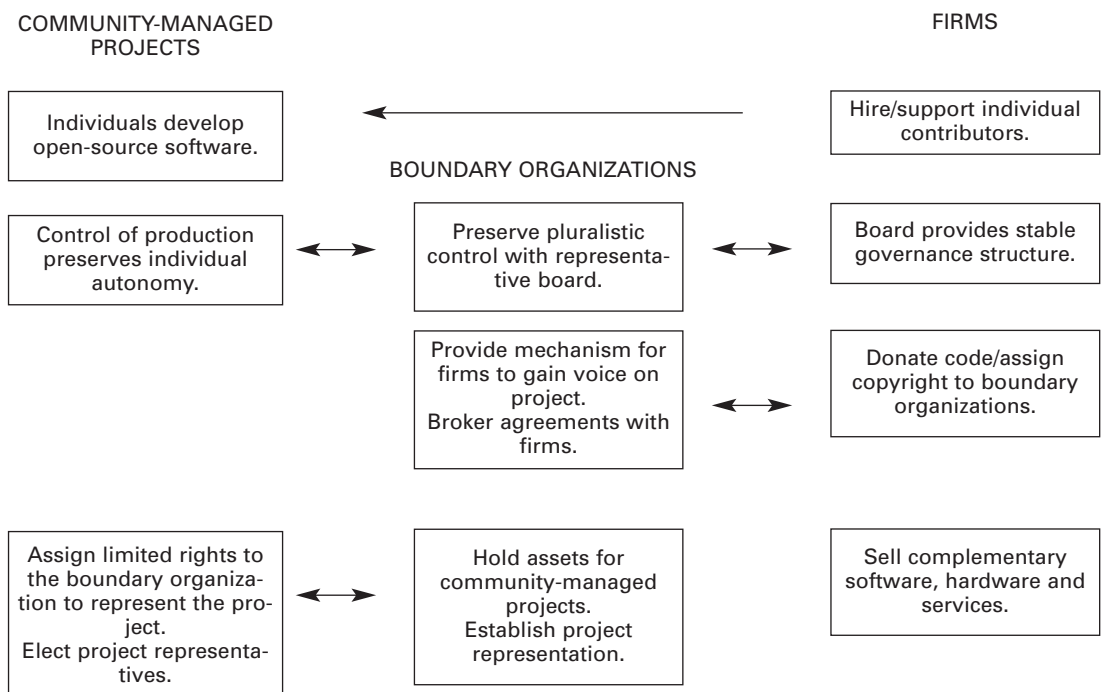 COMMUNITY-MANAGED
PROJECTS
FIRMS
Individuals develop
open-source software.
Hire/support individual
contributors.
BOUNDARY ORGANIZATIONS
Control of production
preserves individual
autonomy.
Preserve pluralistic
control with representa-
tive board.
Board provides stable
governance structure.
Provide mechanism for
firms to gain voice on
project.
Broker agreements with
firms.
Donate code/assign
copyright to boundary
organizations.
Assign limited rights to
the boundary organiza-
tion to represent the pro-
ject.
Elect project representa-
tives.
Hold assets for
community-managed
projects.
Establish project
representation.
Sell complementary
software, hardware and
services.